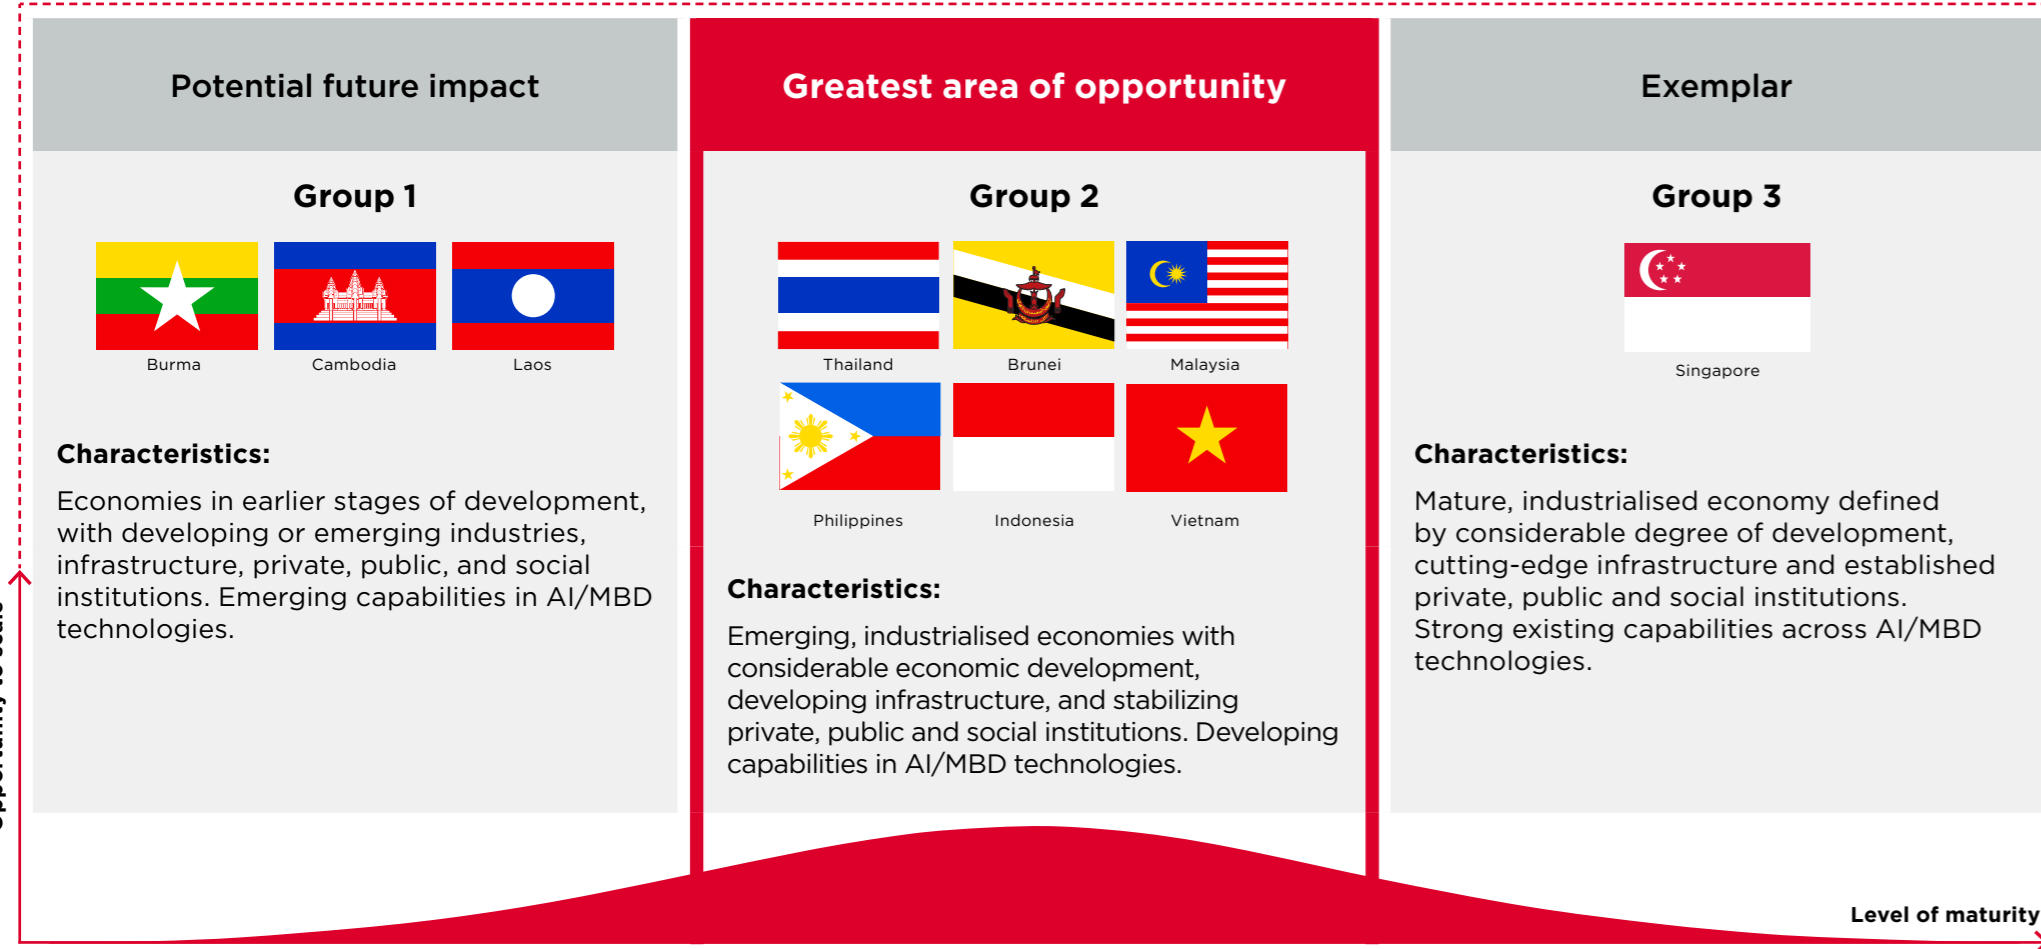 Potential future impact
Greatest area of opportunity
Exemplar
Group 1
Burma
Cambodia
Laos
Characteristics:
Economies in earlier stages of development,
with developing or emerging industries,
infrastructure, private, public, and social
institutions. Emerging capabilities in AI/MBD
technologies.
Group 2
Thailand
Brunei
Malaysia
Philippines
Indonesia
Vietnam
Characteristics:
Emerging, industrialised economies with
considerable economic development,
developing infrastructure, and stabilizing
private, public and social institutions. Developing
capabilities in AI/MBD technologies.
Group 3
Singapore
Characteristics:
Mature, industrialised economy defined
by considerable degree of development,
cutting-edge infrastructure and established
private, public and social institutions.
Strong existing capabilities across AI/MBD
technologies.
Level of maturity